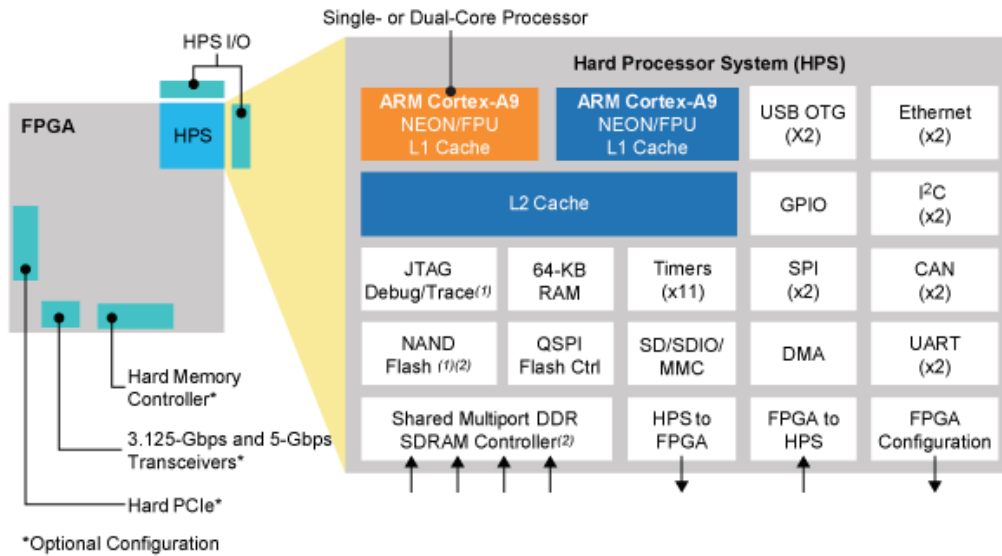 Single- or Dual-Core Processor
HPS I/O
FPGA
HPS
Hard Processor System (HPS)
ARM Cortex-A9
NEON/FPU
L1 Cache
ARM Cortex-A9
NEON/FPU
L1 Cache
USB OTG
(X2)
Ethernet
(x2)
L2 Cache
GPIO
I²C
(x2)
JTAG
Debug/Trace(1)
64-KB
RAM
Timers
(x11)
SPI
(x2)
CAN
(x2)
NAND
Flash (1)(2)
QSPI
Flash Ctrl
SD/SDIO/
MMC
DMA
UART
(x2)
Shared Multiport DDR
SDRAM Controller(2)
HPS to
FPGA
FPGA to
HPS
FPGA
Configuration
Hard Memory
Controller*
3.125-Gbps and 5-Gbps
Transceivers*
Hard PCIe*
*Optional Configuration